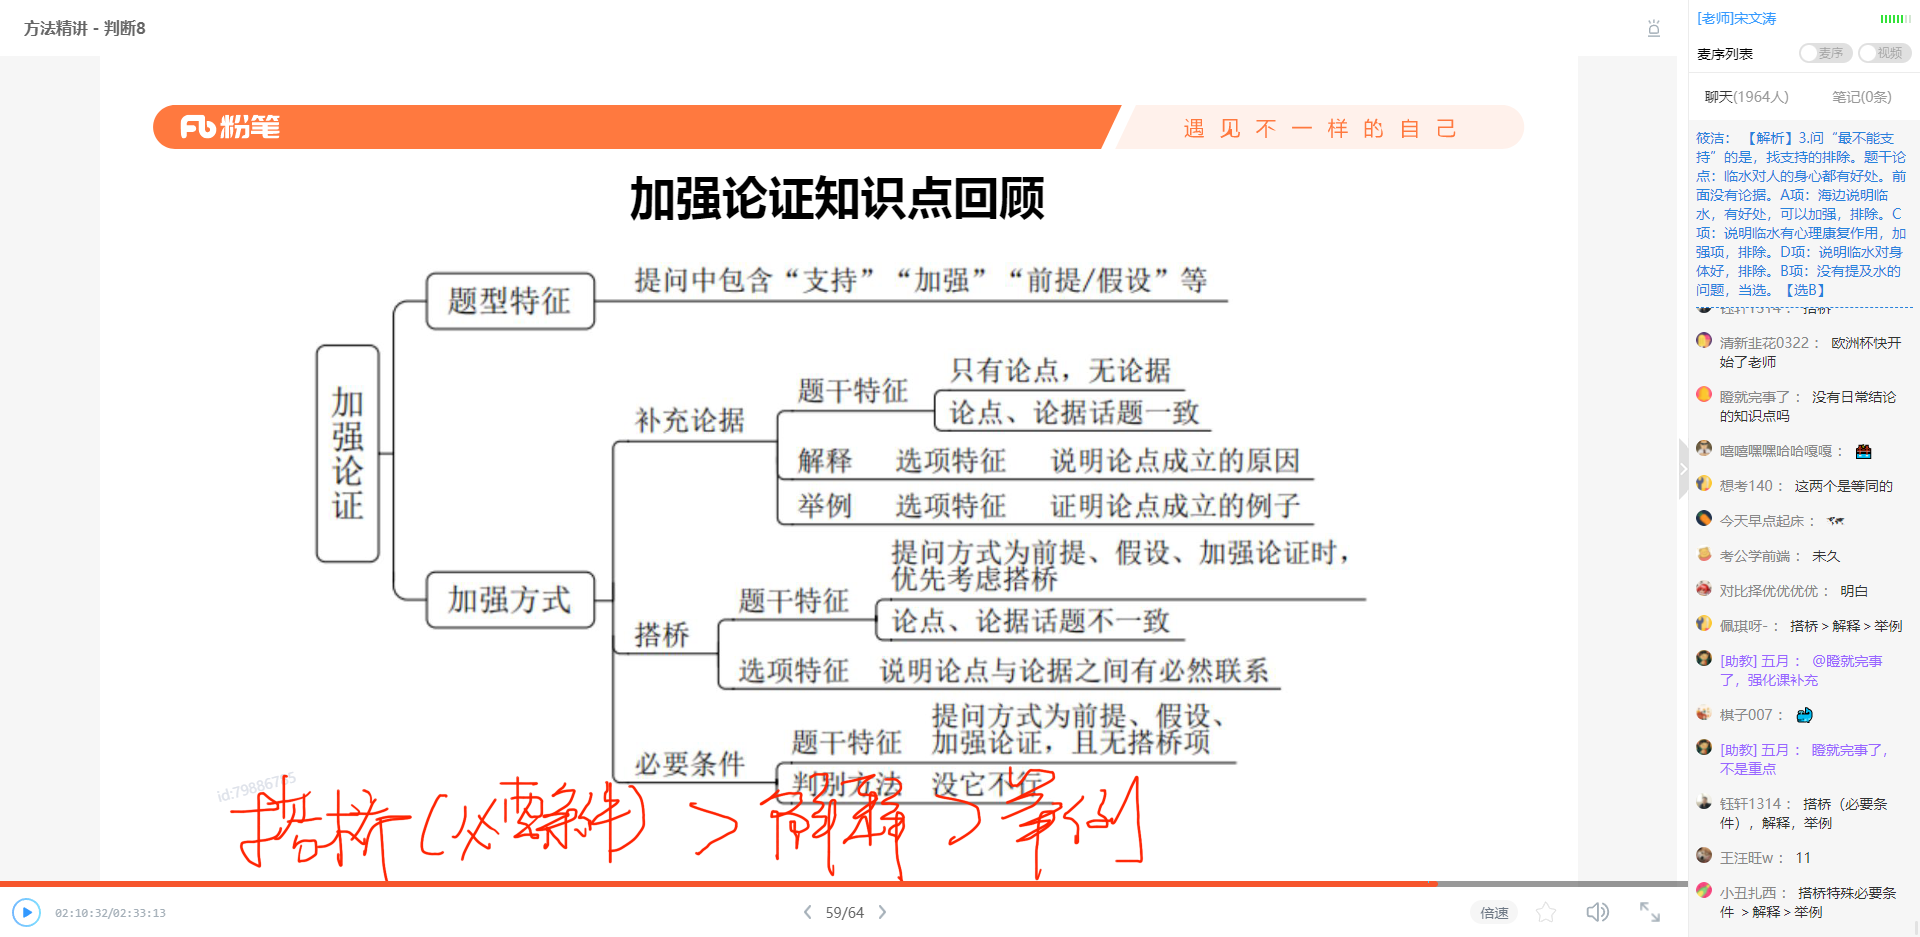 方法精讲 - 判断8
粉笔
遇见不一样的自己
加强论证知识点回顾
加强论证
题型特征
提问中包含“支持”“加强”“前提/假设”等
加强方式
补充论据
题干特征
只有论点，无论据
论点、论据话题一致
解释 选项特征 说明论点成立的原因
举例 选项特征 证明论点成立的例子
搭桥
题干特征
提问方式为前提、假设、加强论证时，
优先考虑搭桥
论点、论据话题不一致
选项特征 说明论点与论据之间有必然联系
必要条件
题干特征
提问方式为前提、假设、
加强论证，且无搭桥项
判别方法 没它不行
搭桥(必要条件) > 解释 > 举例
02:10:32/02:33:13
59/64
倍速
[老师]宋文涛
麦序列表
麦序
视频
聊天(1964人)
笔记(0条)
筱洁： 【解析】3.问“最不能支
持”的是，找支持的排除。题干论
点：临水对人的身心都有好处。前
面没有论据。A项：海边说明临
水，有好处，可以加强，排除。C
项：说明临水有心理康复作用，加
强项，排除。D项：说明临水对身
体好，排除。B项：没有提及水的
问题，当选。【选B】
钰轩1314： 搭桥
清新韭花0322： 欧洲杯快开
始了老师
瞪就完事了： 没有日常结论
的知识点吗
嘻嘻嘿嘿哈哈嘎嘎：
想考140： 这两个是等同的
今天早点起床：
考公学前端： 未久
对比择优优优优： 明白
佩琪呀-： 搭桥 > 解释 > 举例
[助教] 五月： @瞪就完事
了，强化课补充
棋子007：
[助教] 五月： 瞪就完事了，
不是重点
钰轩1314： 搭桥（必要条
件），解释，举例
王汪旺w： 11
小丑扎西： 搭桥特殊必要条
件 > 解释 > 举例